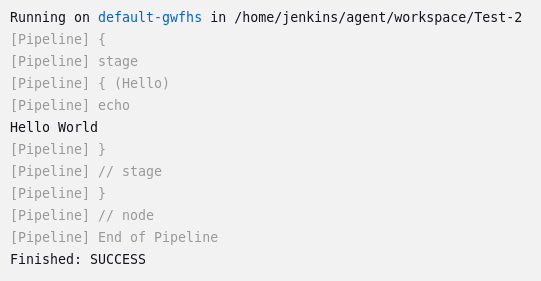 Running on default-gwfhs in /home/jenkins/agent/workspace/Test-2
[Pipeline] {
[Pipeline] stage
[Pipeline] { (Hello)
[Pipeline] echo
Hello World
[Pipeline] }
[Pipeline] // stage
[Pipeline] }
[Pipeline] // node
[Pipeline] End of Pipeline
Finished: SUCCESS